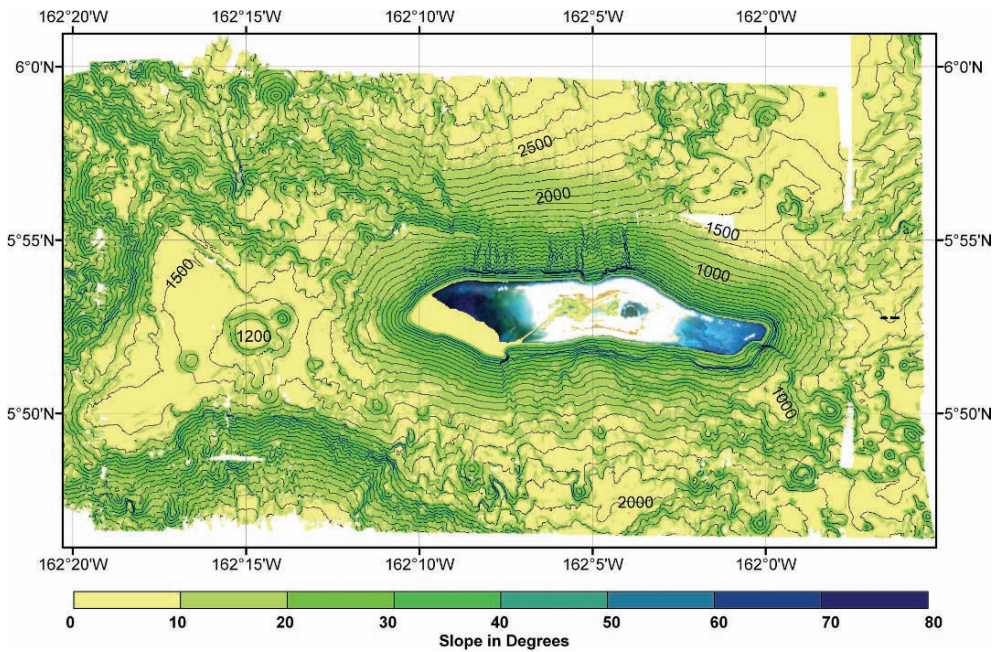 162°20'W 162°15'W 162°10'W 162°5'W 162°0'W
6°0'N 6°0'N
2500
2000
5°55'N 1500 5°55'N
1500 1000
1200
5°50'N 1000 5°50'N
2000
162°20'W 162°15'W 162°10'W 162°5'W 162°0'W
0 10 20 30 40 50 60 70 80
Slope in Degrees